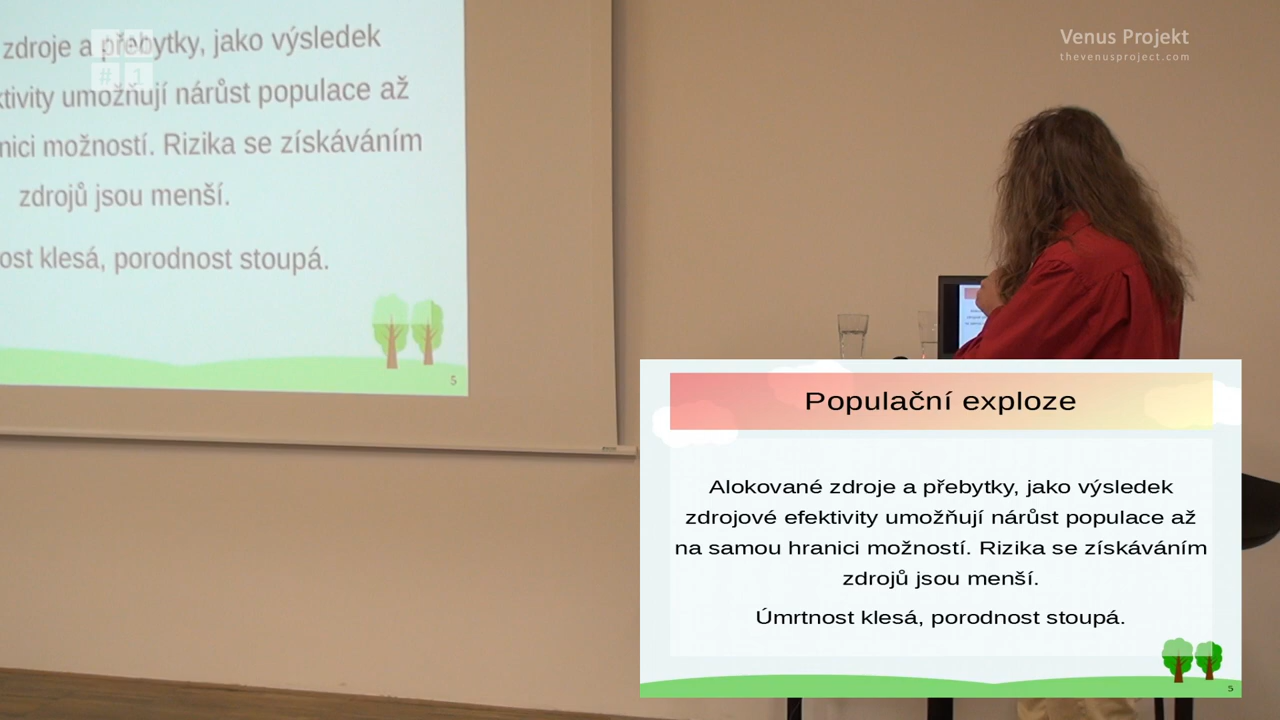 zdroje a přebytky, jako výsledek
ktivity umožňují nárůst populace až
nici možností. Rizika se získáváním
zdrojů jsou menší.
ost klesá, porodnost stoupá.
5
# 1
Venus Projekt
thevenusproject.com
Populační exploze
Alokované zdroje a přebytky, jako výsledek
zdrojové efektivity umožňují nárůst populace až
na samou hranici možností. Rizika se získáváním
zdrojů jsou menší.
Úmrtnost klesá, porodnost stoupá.
5